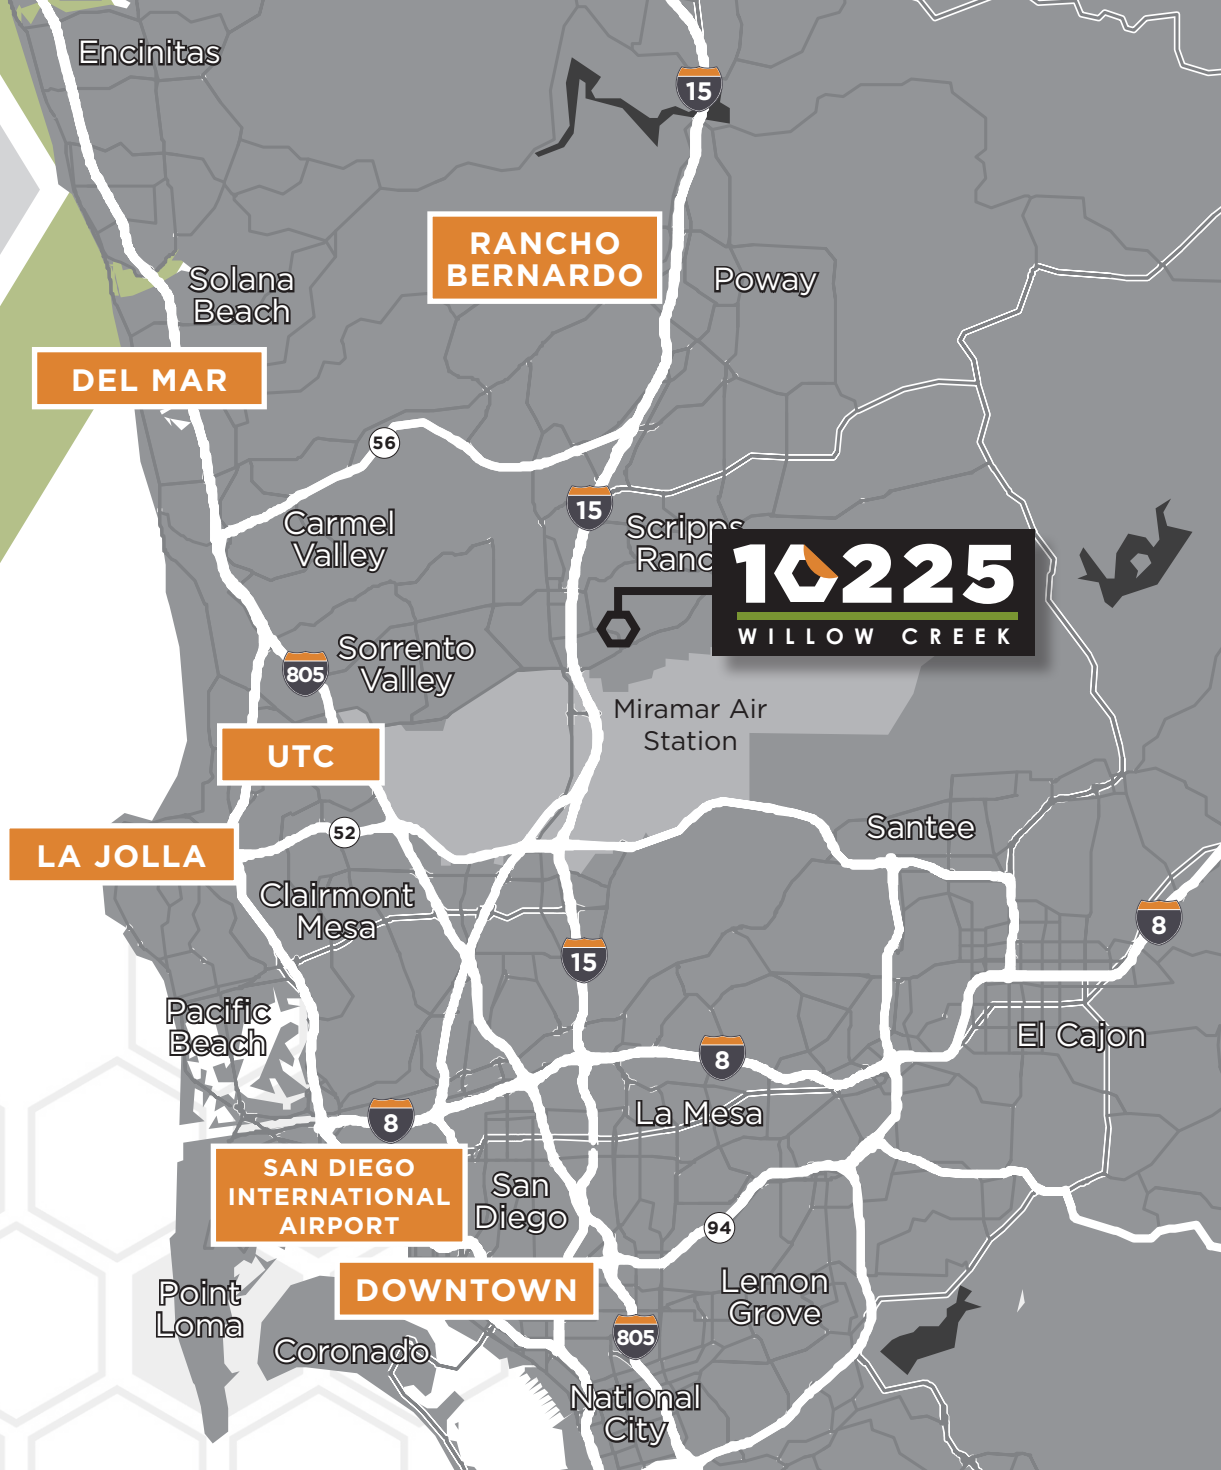 Encinitas
15
RANCHO
BERNARDO
Solana
Beach
Poway
DEL MAR
56
15
Carmel
Valley
Scripps
Ranc
10225
WILLOW CREEK
Sorrento
Valley
805
Miramar Air
Station
UTC
52
Santee
LA JOLLA
Clairmont
Mesa
8
15
Pacific
Beach
El Cajon
8
La Mesa
8
SAN DIEGO
INTERNATIONAL
AIRPORT
San
Diego
94
DOWNTOWN
Lemon
Grove
Point
Loma
805
Coronado
National
City